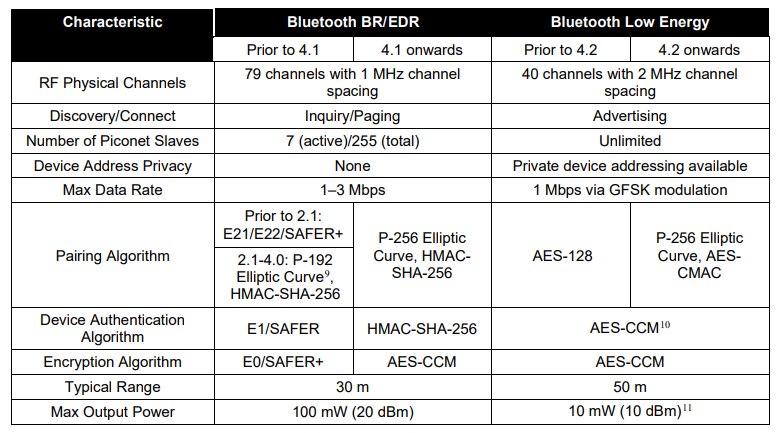 Characteristic Bluetooth BR/EDR Bluetooth Low Energy
Prior to 4.1 4.1 onwards Prior to 4.2 4.2 onwards
RF Physical Channels 79 channels with 1 MHz channel spacing 40 channels with 2 MHz channel spacing
Discovery/Connect Inquiry/Paging Advertising
Number of Piconet Slaves 7 (active)/255 (total) Unlimited
Device Address Privacy None Private device addressing available
Max Data Rate 1–3 Mbps 1 Mbps via GFSK modulation
Pairing Algorithm
Prior to 2.1:
E21/E22/SAFER+
2.1-4.0: P-192
Elliptic Curve⁹,
HMAC-SHA-256
P-256 Elliptic
Curve, HMAC-
SHA-256
AES-128
P-256 Elliptic
Curve, AES-
CMAC
Device Authentication
Algorithm
E1/SAFER HMAC-SHA-256 AES-CCM¹⁰
Encryption Algorithm E0/SAFER+ AES-CCM AES-CCM
Typical Range 30 m 50 m
Max Output Power 100 mW (20 dBm) 10 mW (10 dBm)¹¹